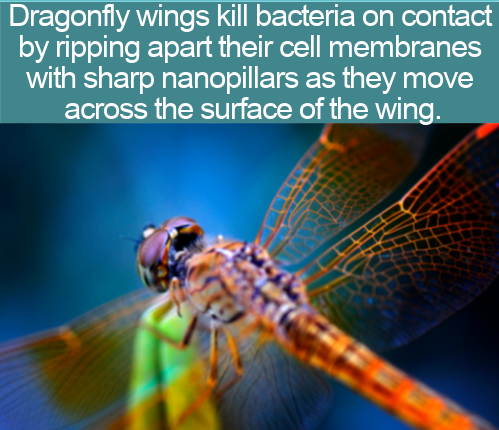 Dragonfly wings kill bacteria on contact
by ripping apart their cell membranes
with sharp nanopillars as they move
across the surface of the wing.